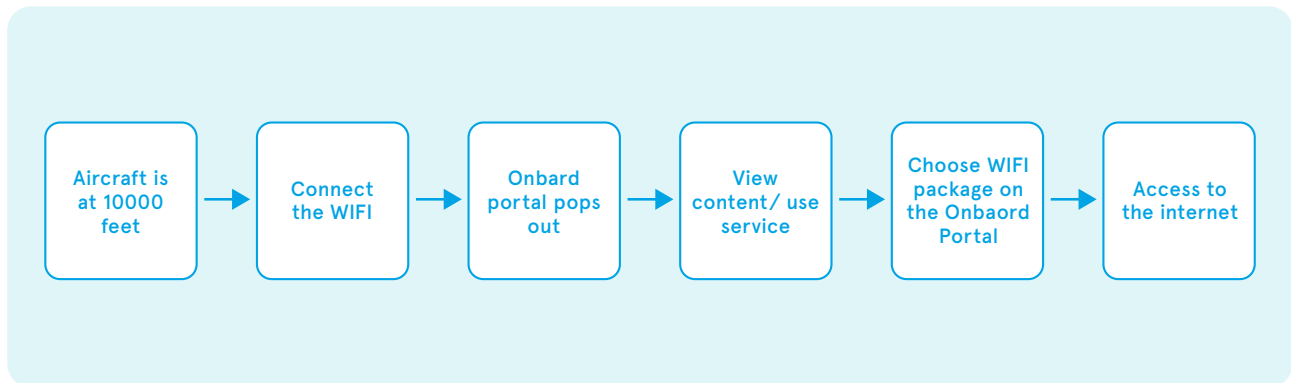 Aircraft is
at 10000
feet
Connect
the WIFI
Onbard
portal pops
out
View
content/ use
service
Choose WIFI
package on
the Onbaord
Portal
Access to
the internet